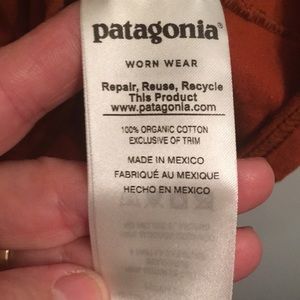 patagonia®
WORN WEAR
Repair, Reuse, Recycle
This Product
www.patagonia.com
100% ORGANIC COTTON
EXCLUSIVE OF TRIM
MADE IN MEXICO
FABRIQUÉ AU MEXIQUE
HECHO EN MEXICO